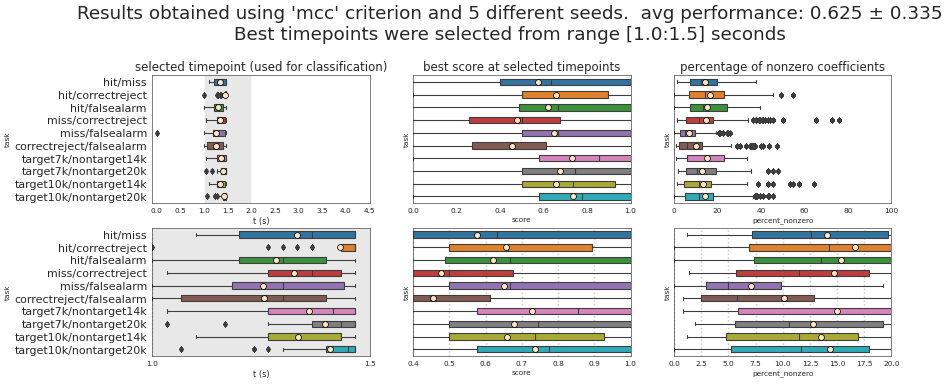 Results obtained using 'mcc' criterion and 5 different seeds.  avg performance: 0.625 ± 0.335
Best timepoints were selected from range [1.0:1.5] seconds
selected timepoint (used for classification)
best score at selected timepoints
percentage of nonzero coefficients
task
hit/miss
hit/correctreject
hit/falsealarm
miss/correctreject
miss/falsealarm
correctreject/falsealarm
target7k/nontarget14k
target7k/nontarget20k
target10k/nontarget14k
target10k/nontarget20k
0.0 0.5 1.0 1.5 2.0 2.5 3.0 3.5 4.0 4.5
t (s)
task
0.0 0.2 0.4 0.6 0.8 1.0
score
task
0 20 40 60 80 100
percent_nonzero
task
hit/miss
hit/correctreject
hit/falsealarm
miss/correctreject
miss/falsealarm
correctreject/falsealarm
target7k/nontarget14k
target7k/nontarget20k
target10k/nontarget14k
target10k/nontarget20k
1.0 1.5
t (s)
task
0.4 0.5 0.6 0.7 0.8 0.9 1.0
score
task
0.0 2.5 5.0 7.5 10.0 12.5 15.0 17.5 20.0
percent_nonzero